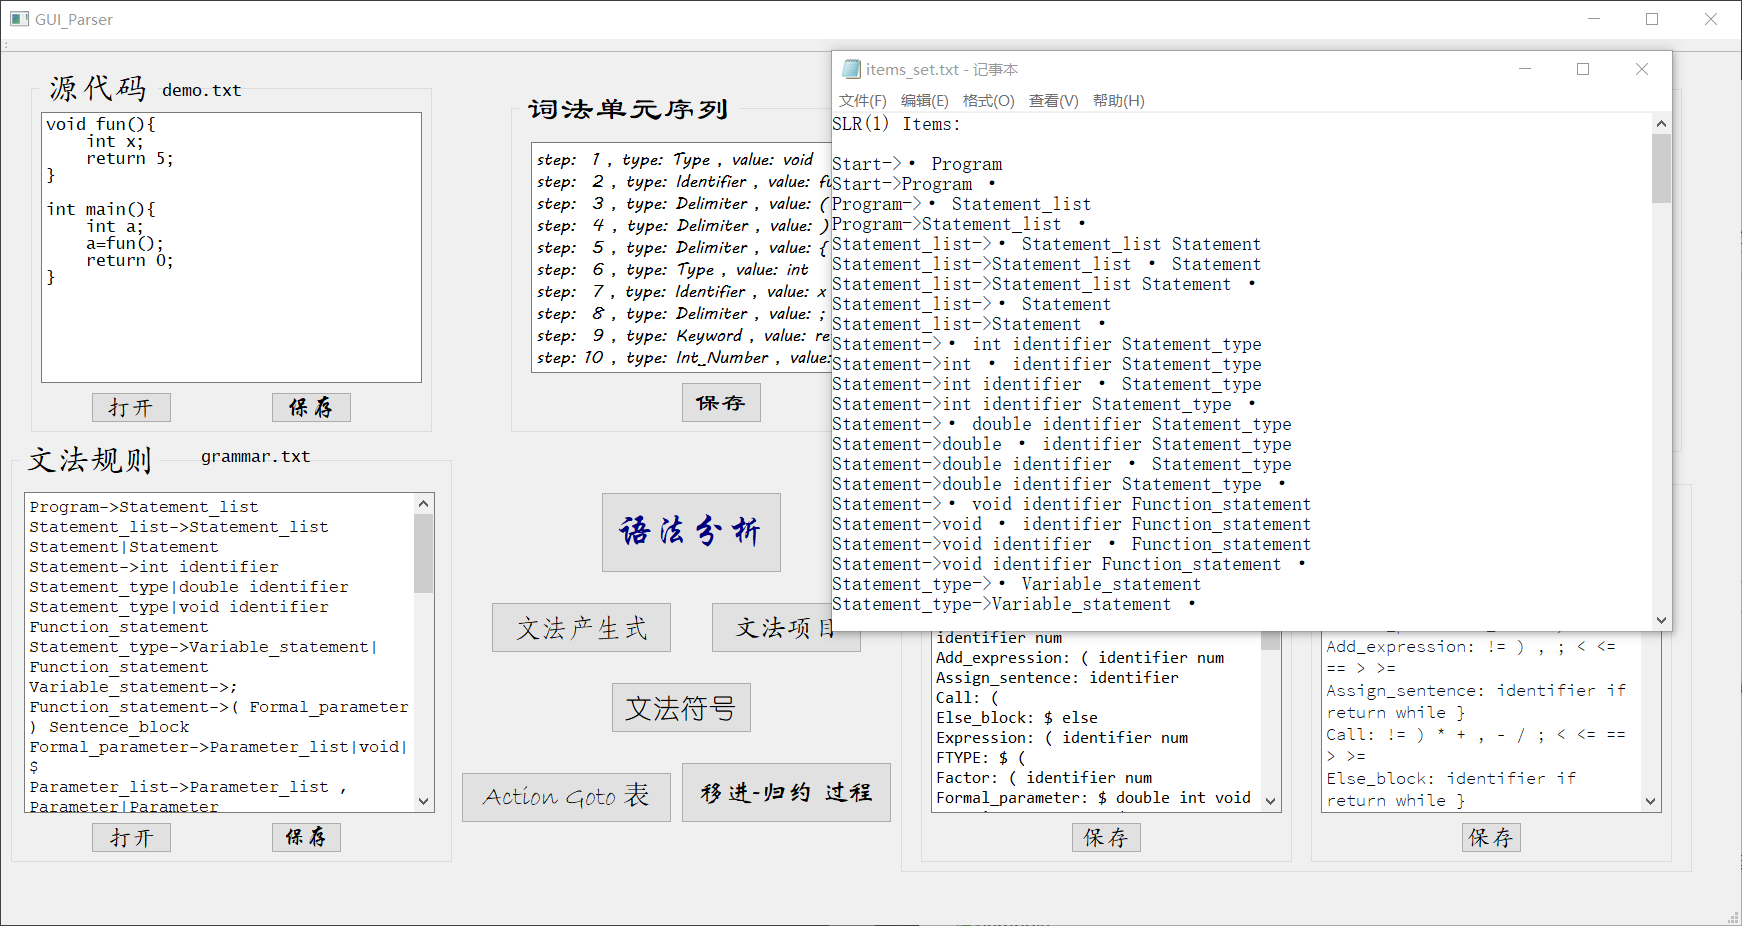 GUI_Parser
源代码 demo.txt
void fun(){
    int x;
    return 5;
}
int main(){
    int a;
    a=fun();
    return 0;
}
打开 保存
文法规则 grammar.txt
Program->Statement_list
Statement_list->Statement_list
Statement|Statement
Statement->int identifier
Statement_type|double identifier
Statement_type|void identifier
Function_statement
Statement_type->Variable_statement|
Function_statement
Variable_statement->;
Function_statement->( Formal_parameter
) Sentence_block
Formal_parameter->Parameter_list|void|
$
Parameter_list->Parameter_list ,
Parameter|Parameter
打开 保存
词法单元序列
step: 1 , type: Type , value: void
step: 2 , type: Identifier , value:
step: 3 , type: Delimiter , value: (
step: 4 , type: Delimiter , value: )
step: 5 , type: Delimiter , value: {
step: 6 , type: Type , value: int
step: 7 , type: Identifier , value: x
step: 8 , type: Delimiter , value: ;
step: 9 , type: Keyword , value: re
step: 10 , type: Int_Number , value:
保存
语法分析
文法产生式 文法项目
文法符号
Action Goto 表 移进-归约 过程
items_set.txt - 记事本
文件(F) 编辑(E) 格式(O) 查看(V) 帮助(H)
SLR(1) Items:
Start->• Program
Start->Program •
Program->• Statement_list
Program->Statement_list •
Statement_list->• Statement_list Statement
Statement_list->Statement_list • Statement
Statement_list->Statement_list Statement •
Statement_list->• Statement
Statement_list->Statement •
Statement->• int identifier Statement_type
Statement->int • identifier Statement_type
Statement->int identifier • Statement_type
Statement->int identifier Statement_type •
Statement->• double identifier Statement_type
Statement->double • identifier Statement_type
Statement->double identifier • Statement_type
Statement->double identifier Statement_type •
Statement->• void identifier Function_statement
Statement->void • identifier Function_statement
Statement->void identifier • Function_statement
Statement->void identifier Function_statement •
Statement_type->• Variable_statement
Statement_type->Variable_statement •
identifier num
Add_expression: ( identifier num
Assign_sentence: identifier
Call: (
Else_block: $ else
Expression: ( identifier num
FTYPE: $ (
Factor: ( identifier num
Formal_parameter: $ double int void
保存
Add_expression: != ) , ; < <=
== > >=
Assign_sentence: identifier if
return while }
Call: != ) * + , - / ; < <= ==
> >=
Else_block: identifier if
return while }
保存